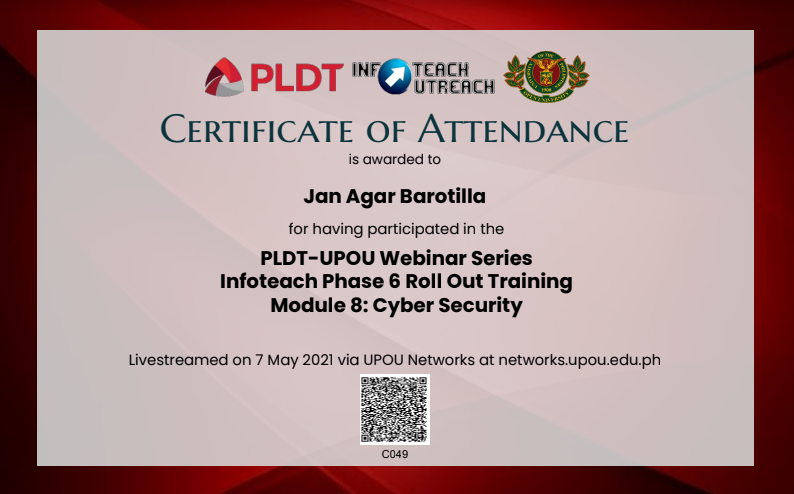 PLDT INFOTEACH OUTREACH
CERTIFICATE OF ATTENDANCE
is awarded to
Jan Agar Barotilla
for having participated in the
PLDT-UPOU Webinar Series
Infoteach Phase 6 Roll Out Training
Module 8: Cyber Security
Livestreamed on 7 May 2021 via UPOU Networks at networks.upou.edu.ph
C049